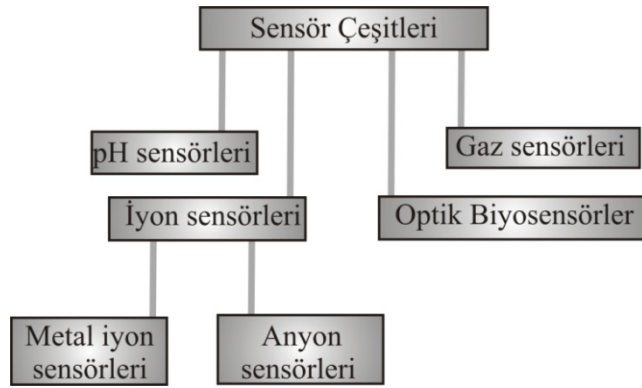 Sensör Çeşitleri
pH sensörleri
Gaz sensörleri
İyon sensörleri
Optik Biyosensörler
Metal iyon
sensörleri
Anyon
sensörleri